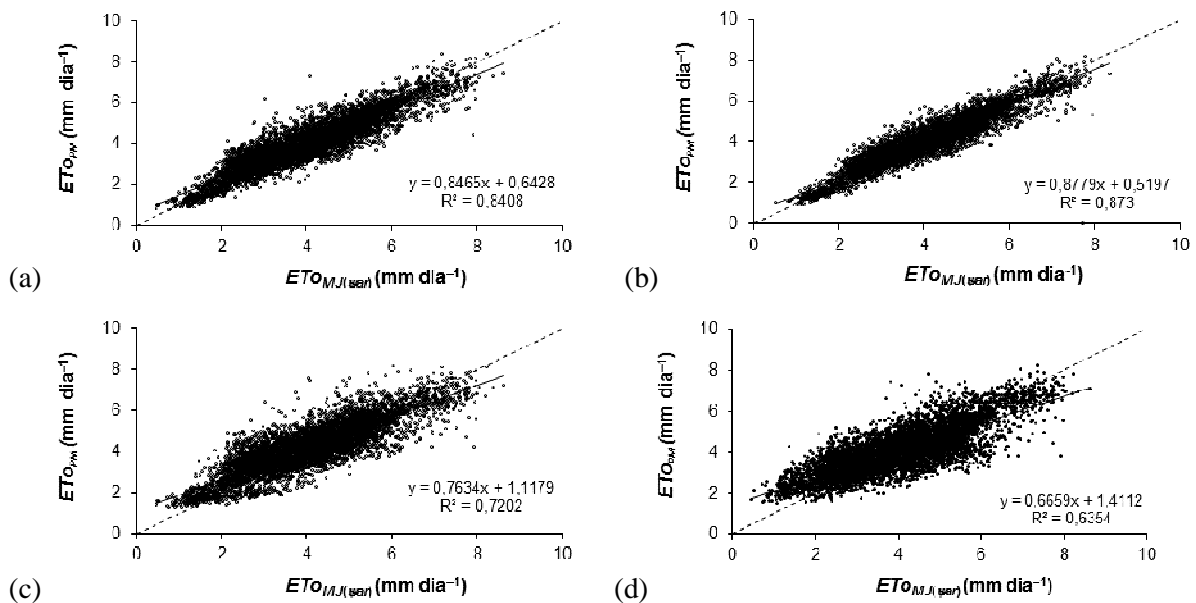 10
8
6
4
2
0
ETo_PM (mm dia⁻¹)
y = 0,8465x + 0,6428
R² = 0,8408
0 2 4 6 8 10
(a) ETo_MJ (mm dia⁻¹)
10
8
6
4
2
0
ETo_PM (mm dia⁻¹)
y = 0,8779x + 0,5197
R² = 0,873
0 2 4 6 8 10
(b) ETo_MJ (mm dia⁻¹)
10
8
6
4
2
0
ETo_PM (mm dia⁻¹)
y = 0,7634x + 1,1179
R² = 0,7202
0 2 4 6 8 10
(c) ETo_MJ (mm dia⁻¹)
10
8
6
4
2
0
ETo_PM (mm dia⁻¹)
y = 0,6659x + 1,4112
R² = 0,6354
0 2 4 6 8 10
(d) ETo_MJ (mm dia⁻¹)